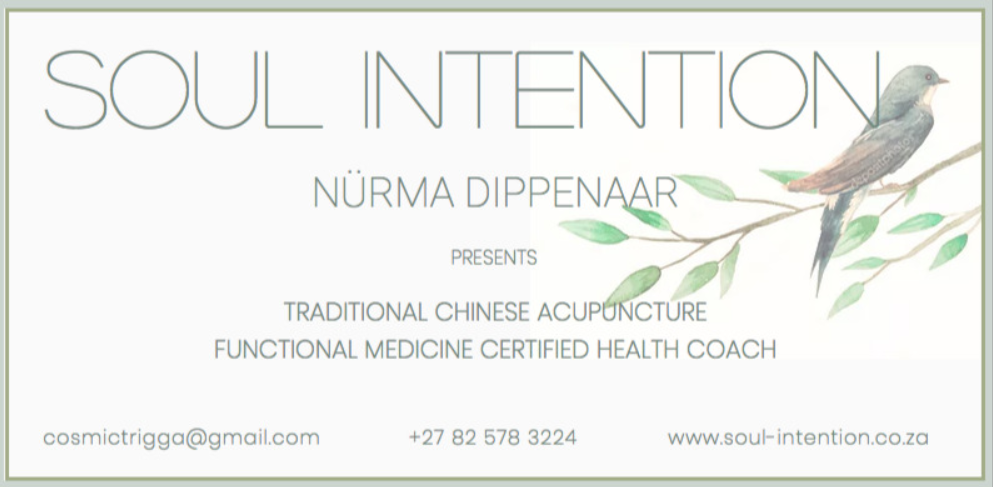 SOUL INTENTION
NÜRMA DIPPENAAR
PRESENTS
TRADITIONAL CHINESE ACUPUNCTURE
FUNCTIONAL MEDICINE CERTIFIED HEALTH COACH
cosmictrigga@gmail.com +27 82 578 3224 www.soul-intention.co.za
depositphotos